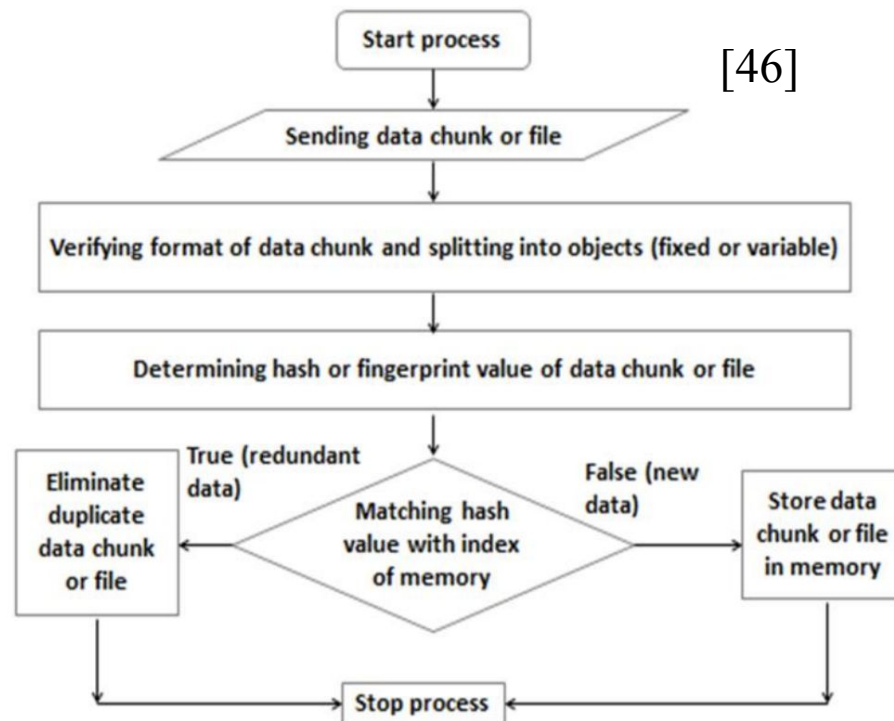 Start process
[46]
Sending data chunk or file
Verifying format of data chunk and splitting into objects (fixed or variable)
Determining hash or fingerprint value of data chunk or file
True (redundant
data)
False (new
data)
Eliminate
duplicate
data chunk
or file
Matching hash
value with index
of memory
Store data
chunk or file
in memory
Stop process